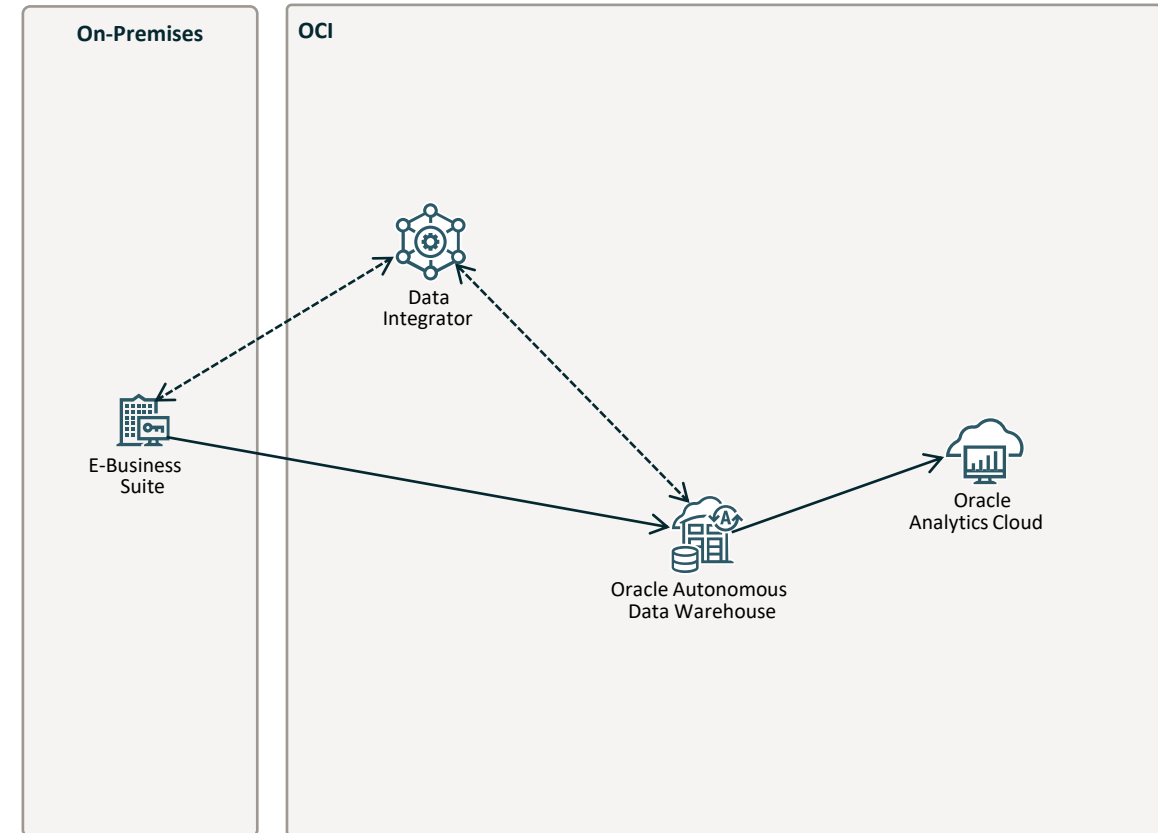 On-Premises
OCI
Data
Integrator
E-Business
Suite
Oracle
Analytics Cloud
Oracle Autonomous
Data Warehouse